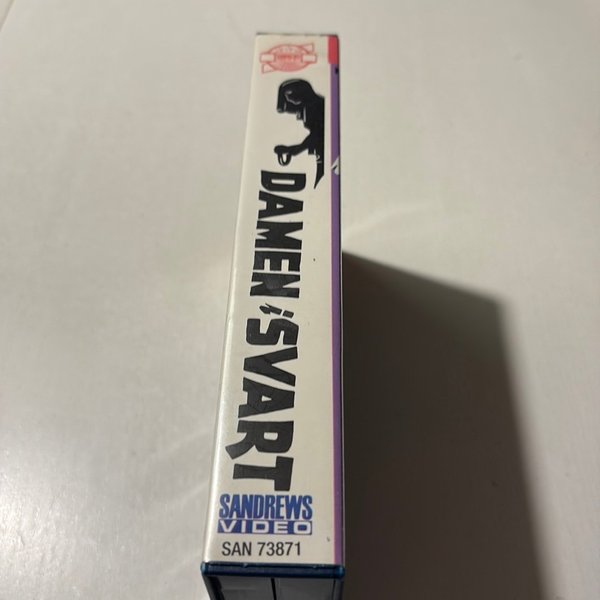 DAMEN i SVART
SANDREWS
VIDEO
SAN 73871